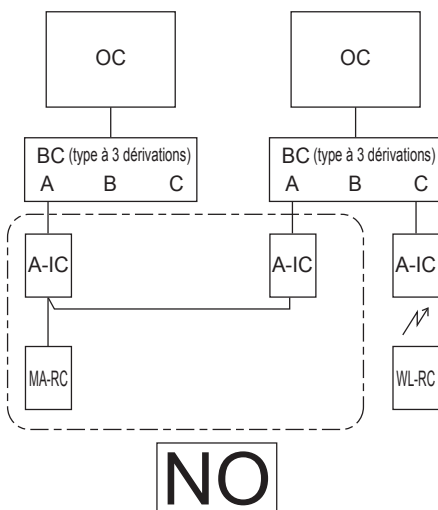 OC OC
BC (type à 3 dérivations) BC (type à 3 dérivations)
A B C A B C
A-IC A-IC A-IC
MA-RC WL-RC
NO